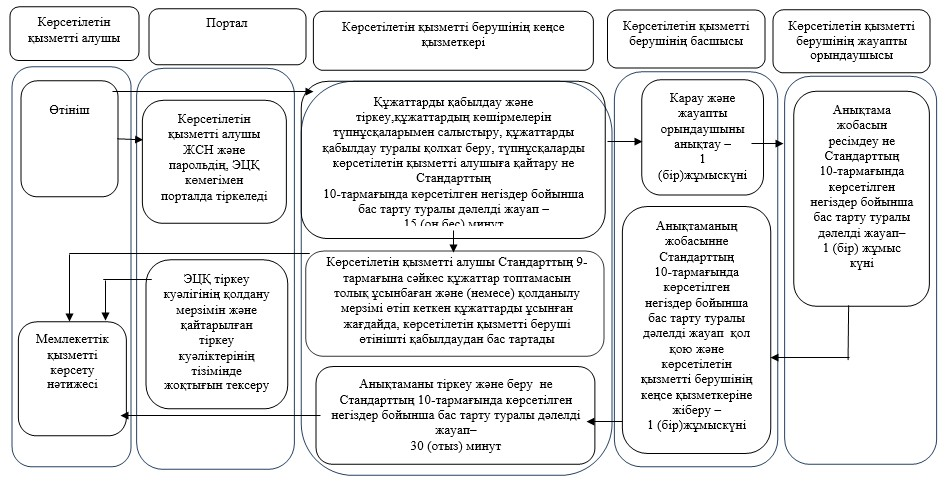 Көрсетілетін
қызметті алушы
Портал
Көрсетілетін қызметті берушінің кеңсе
қызметкері
Көрсетілетін қызметті
берушінің басшысы
Көрсетілетін қызметті
берушінің жауапты
орындаушысы
Өтініш
Көрсетілетін
қызметті алушы
ЖСН және
парольдің, ЭЦҚ
көмегімен
порталда тіркеледі
Құжаттарды қабылдау және
тіркеу,құжаттардың көшірмелерін
түпнұсқаларымен салыстыру, құжаттарды
қабылдау туралы қолхат беру, түпнұсқаларды
көрсетілетін қызметті алушыға қайтару не
Стандарттың
10-тармағында көрсетілген негіздер бойынша
бас тарту туралы дәлелді жауап –
15 (он бес) минут
Карау және
жауапты
орындаушыны
анықтау –
1
(бір)жұмыскүні
Анықтама
жобасын
ресімдеу не
Стандарттың
10-тармағында
көрсетілген
негіздер бойынша
бас тарту туралы
дәлелді жауап–
1 (бір) жұмыс
күні
Мемлекеттік
қызметті
көрсету
нәтижесі
ЭЦҚ тіркеу
куәлігінің қолдану
мерзімін және
қайтарылған
тіркеу
куәліктерінің
тізімінде
жоқтығын тексеру
Көрсетілетін қызметті алушы Стандарттың 9-
тармағына сәйкес құжаттар топтамасын
толық ұсынбаған және (немесе) қолданылу
мерзімі өтіп кеткен құжаттарды ұсынған
жағдайда, көрсетілетін қызметті беруші
өтінішті қабылдаудан бас тартады
Анықтаманың
жобасынне
Стандарттың
10-тармағында
көрсетілген
негіздер бойынша
бас тарту туралы
дәлелді жауап қол
қою және
көрсетілетін
қызметті берушінің
кеңсе қызметкеріне
жіберу –
1 (бір)жұмыскүні
Анықтаманы тіркеу және беру не
Стандарттың 10-тармағында көрсетілген
негіздер бойынша бас тарту туралы дәлелді
жауап–
30 (отыз) минут